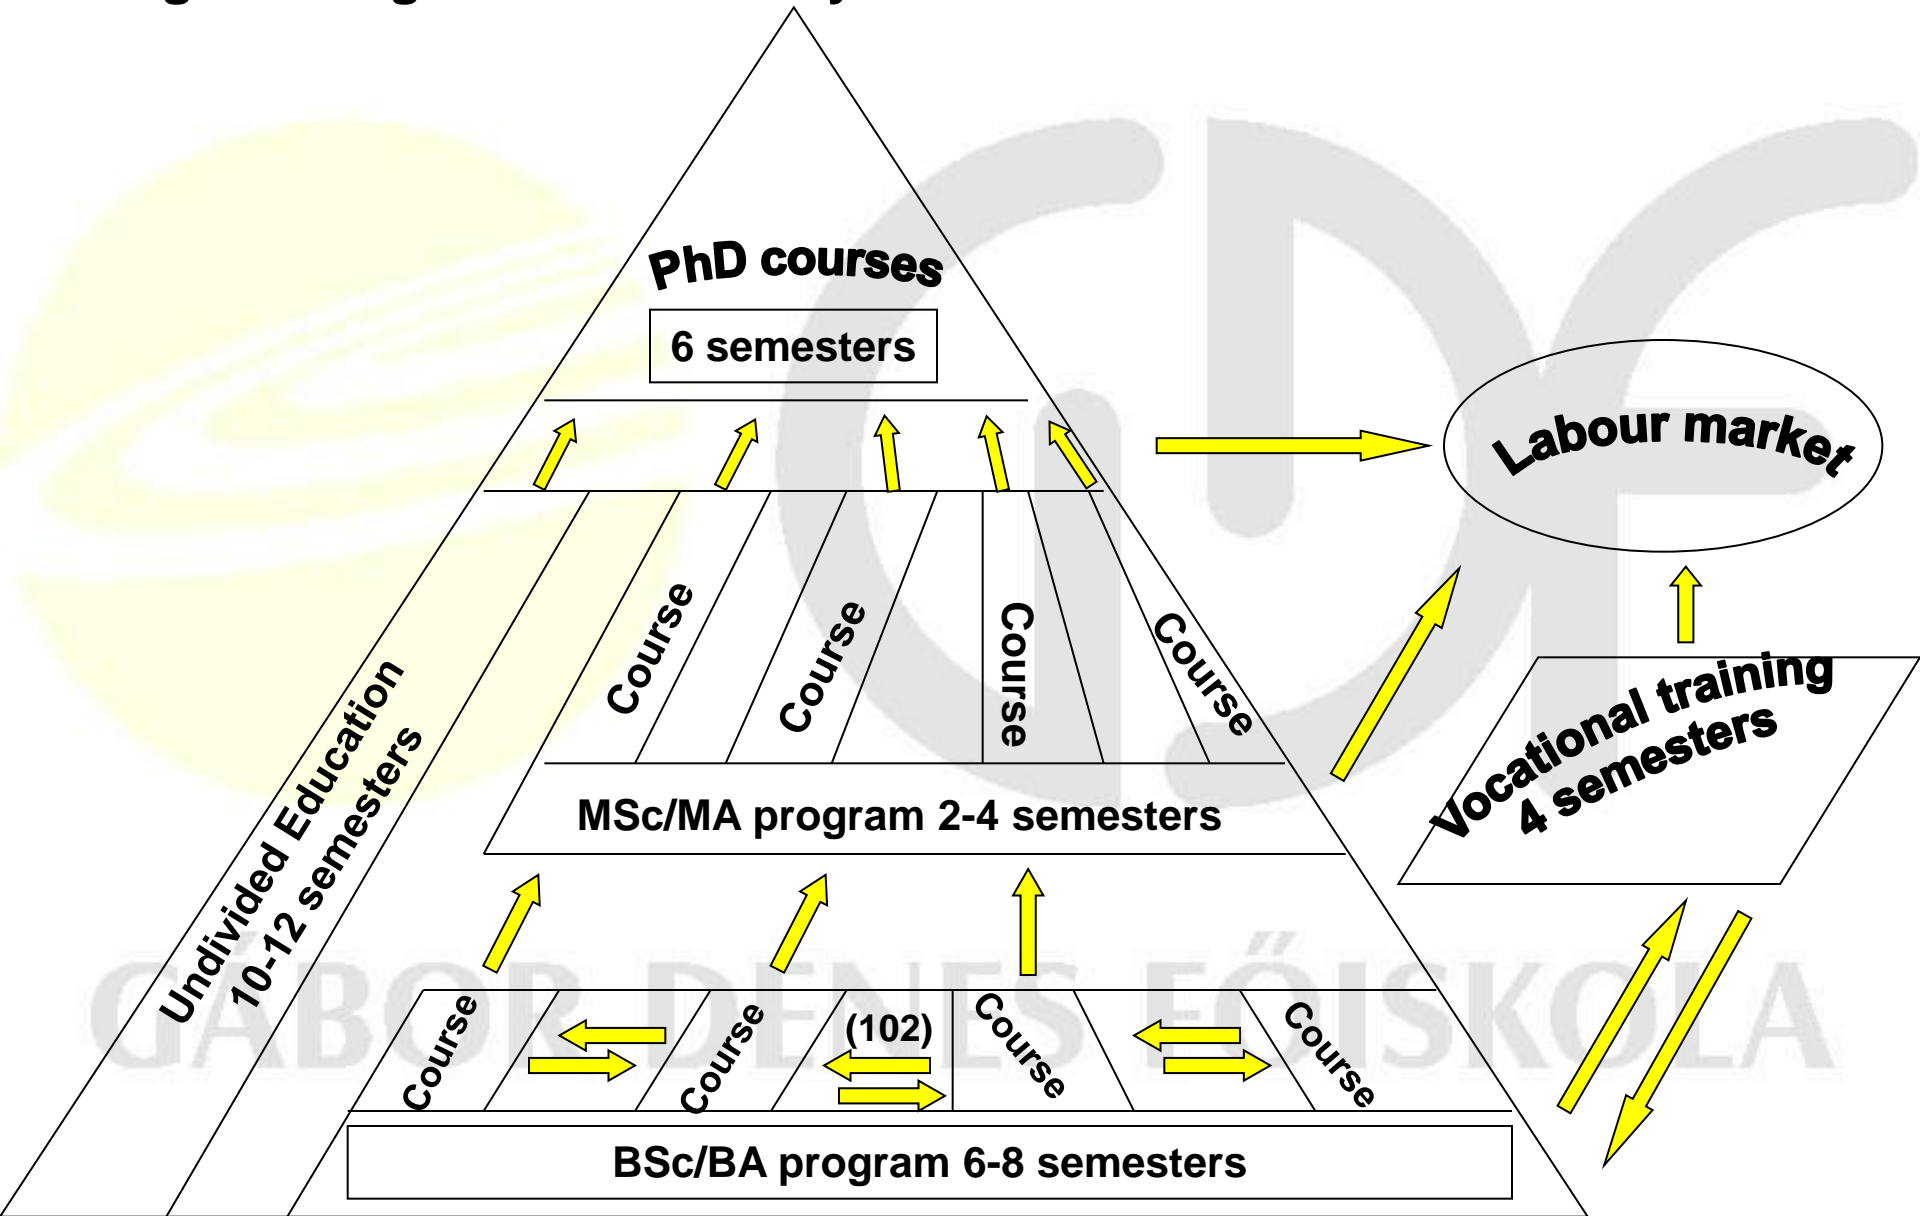 PhD courses
6 semesters
Labour market
Course
Course
Course
Course
Undivided Education
10-12 semesters
Vocational training
4 semesters
MSc/MA program 2-4 semesters
Course
Course
(102)
Course
Course
BSc/BA program 6-8 semesters
GDF
GÁBOR DÉNES FŐISKOLA